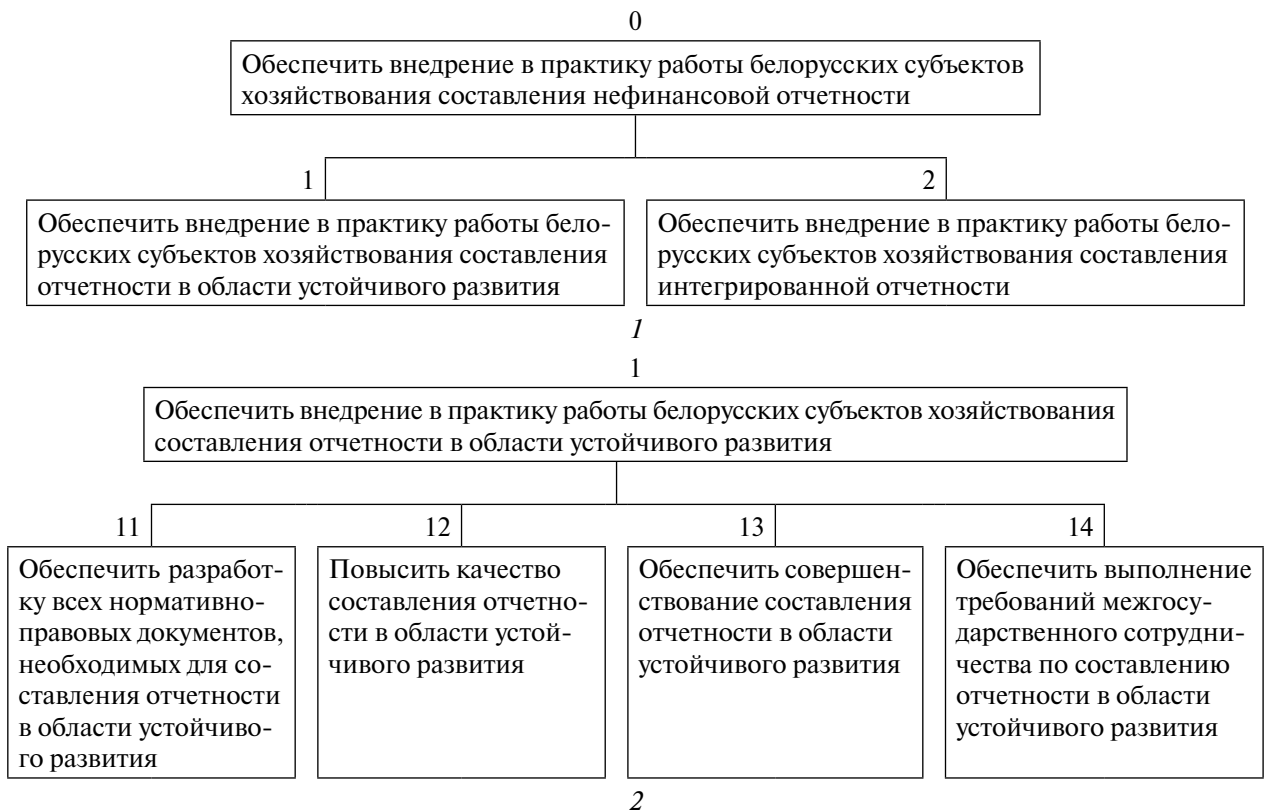 0
Обеспечить внедрение в практику работы белорусских субъектов
хозяйствования составления нефинансовой отчетности
1
Обеспечить внедрение в практику работы бело-
русских субъектов хозяйствования составления
отчетности в области устойчивого развития
2
Обеспечить внедрение в практику работы бело-
русских субъектов хозяйствования составления
интегрированной отчетности
1
1
Обеспечить внедрение в практику работы белорусских субъектов хозяйствования
составления отчетности в области устойчивого развития
11
Обеспечить разработ-
ку всех нормативно-
правовых документов,
необходимых для со-
ставления отчетности
в области устойчиво-
го развития
12
Повысить качество
составления отчетно-
сти в области устой-
чивого развития
13
Обеспечить совершен-
ствование составления
отчетности в области
устойчивого развития
14
Обеспечить выполнение
требований межгосу-
дарственного сотрудни-
чества по составлению
отчетности в области
устойчивого развития
2